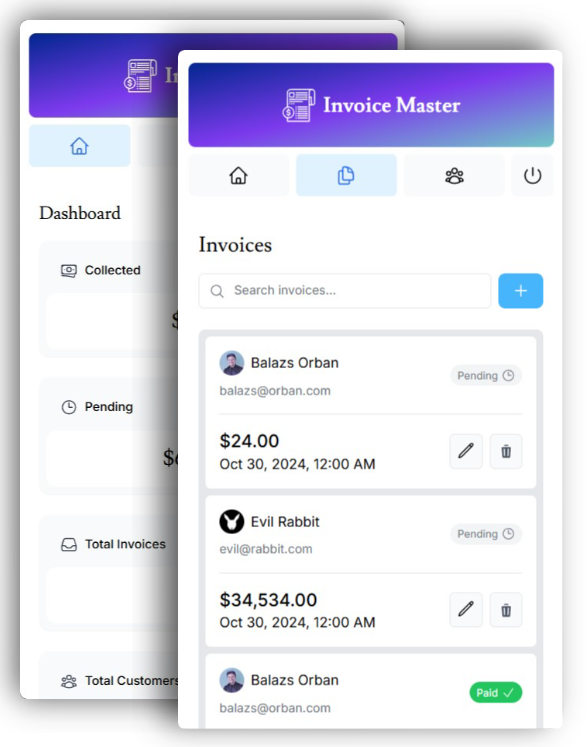 Dashboard
Collected
$
Pending
Total Invoices
Total Customers
Invoice Master
Invoices
Search invoices...
Balazs Orban
balazs@orban.com
Pending
$24.00
Oct 30, 2024, 12:00 AM
Evil Rabbit
evil@rabbit.com
Pending
$34,534.00
Oct 30, 2024, 12:00 AM
Balazs Orban
balazs@orban.com
Paid